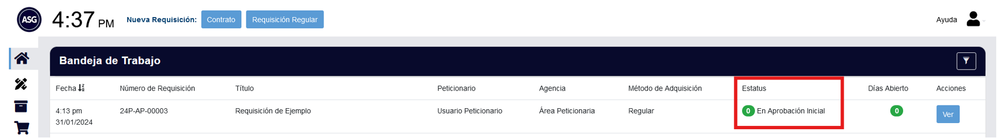 ASG 4:37 PM Nueva Requisición: Contrato Requisición Regular Ayuda
Bandeja de Trabajo
Fecha Número de Requisición Título Peticionario Agencia Método de Adquisición Estatus Días Abierto Acciones
4:13 pm 24P-AP-00003 Requisición de Ejemplo Usuario Peticionario Área Peticionaria Regular 0 En Aprobación Inicial 0 Ver
31/01/2024